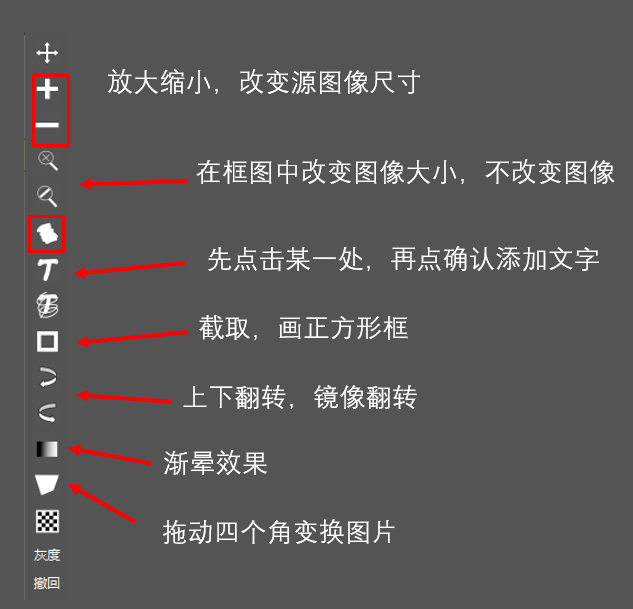 放大缩小，改变源图像尺寸
在框图中改变图像大小，不改变图像
先点击某一处，再点确认添加文字
截取，画正方形框
上下翻转，镜像翻转
渐晕效果
拖动四个角变换图片
灰度
撤回